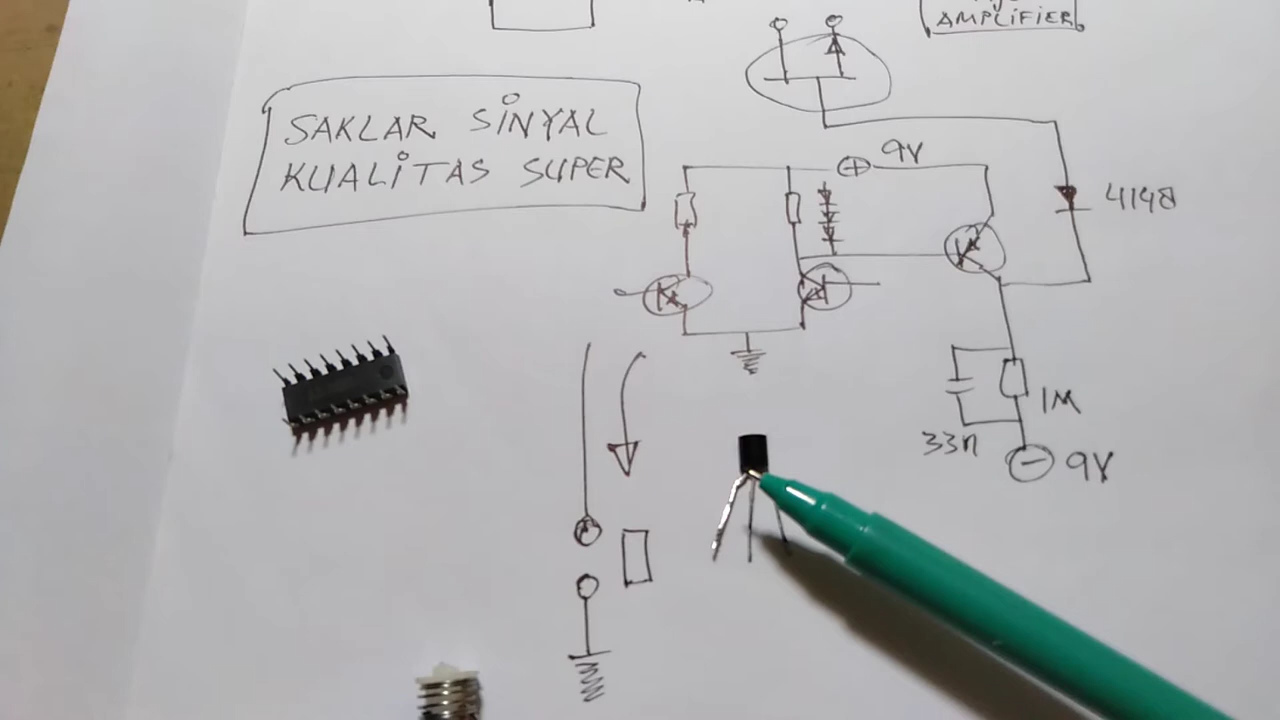 AMPLIFIER
SAKLAR SINYAL
KUALITAS SUPER
9V
4148
1M
33n
9V